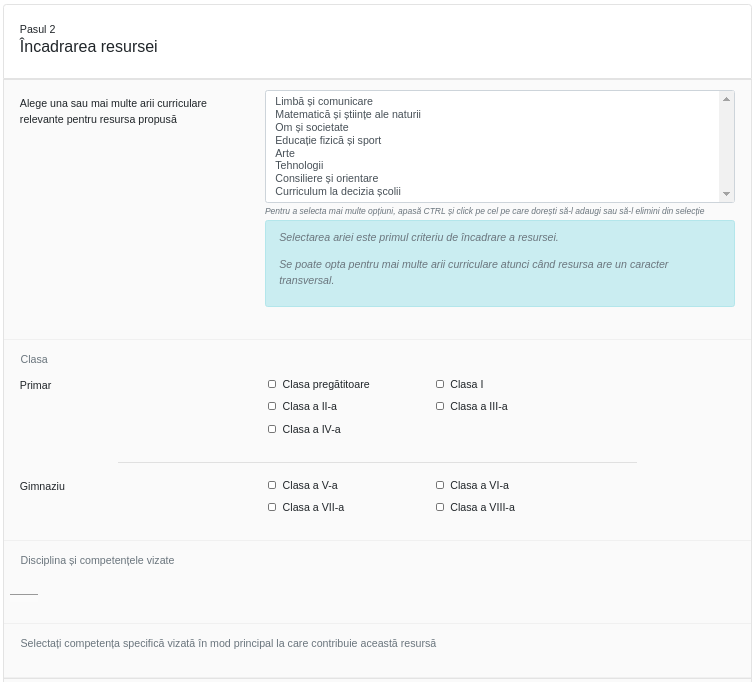 Pasul 2
Încadrarea resursei
Alege una sau mai multe arii curriculare
relevante pentru resursa propusă
Limbă și comunicare
Matematică și științe ale naturii
Om și societate
Educație fizică și sport
Arte
Tehnologii
Consiliere și orientare
Curriculum la decizia școlii
Pentru a selecta mai multe opțiuni, apasă CTRL și click pe cel pe care dorești să-l adaugi sau să-l elimini din selecție
Selectarea ariei este primul criteriu de încadrare a resursei.
Se poate opta pentru mai multe arii curriculare atunci când resursa are un caracter
transversal.
Clasa
Primar
Clasa pregătitoare
Clasa I
Clasa a II-a
Clasa a III-a
Clasa a IV-a
Gimnaziu
Clasa a V-a
Clasa a VI-a
Clasa a VII-a
Clasa a VIII-a
Disciplina și competențele vizate
Selectați competența specifică vizată în mod principal la care contribuie această resursă